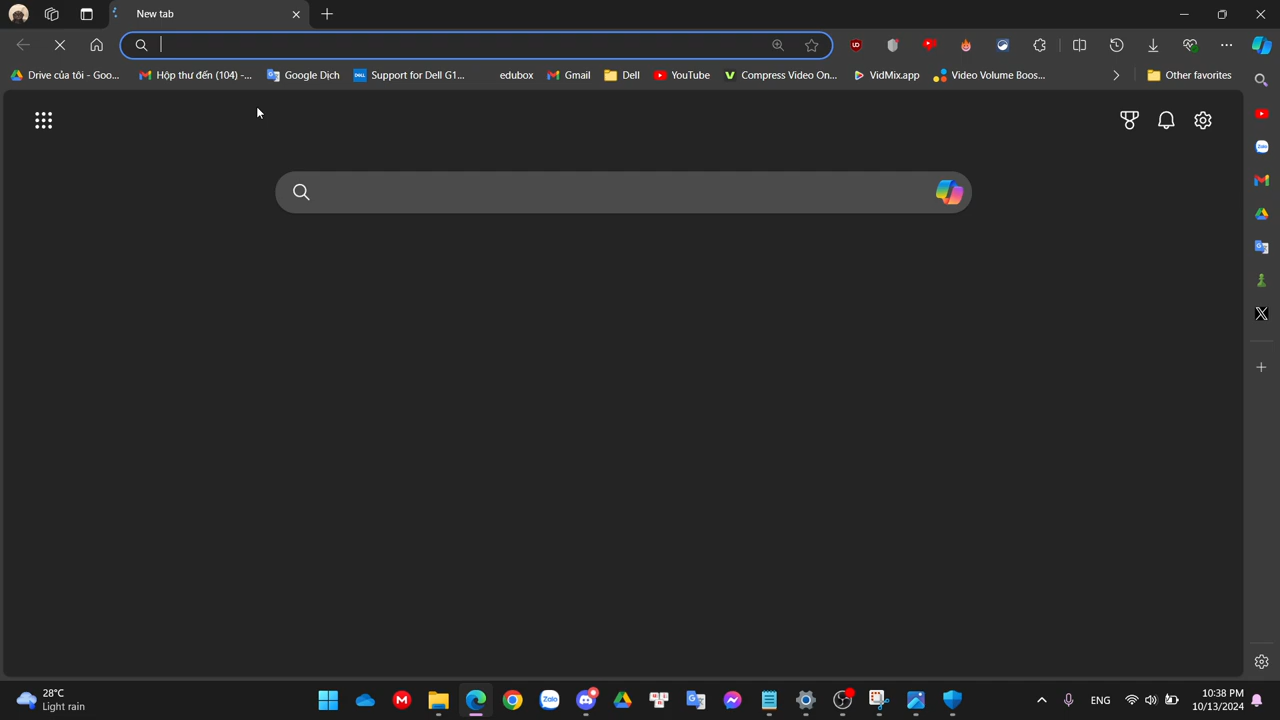 New tab
Drive của tôi - Goo...
Hộp thư đến (104) -...
Google Dịch
DELL
Support for Dell G1...
edubox
Gmail
Dell
YouTube
Compress Video On...
VidMix.app
Video Volume Boos...
Other favorites
28°C
Light rain
Zalo
ENG
10:38 PM
10/13/2024